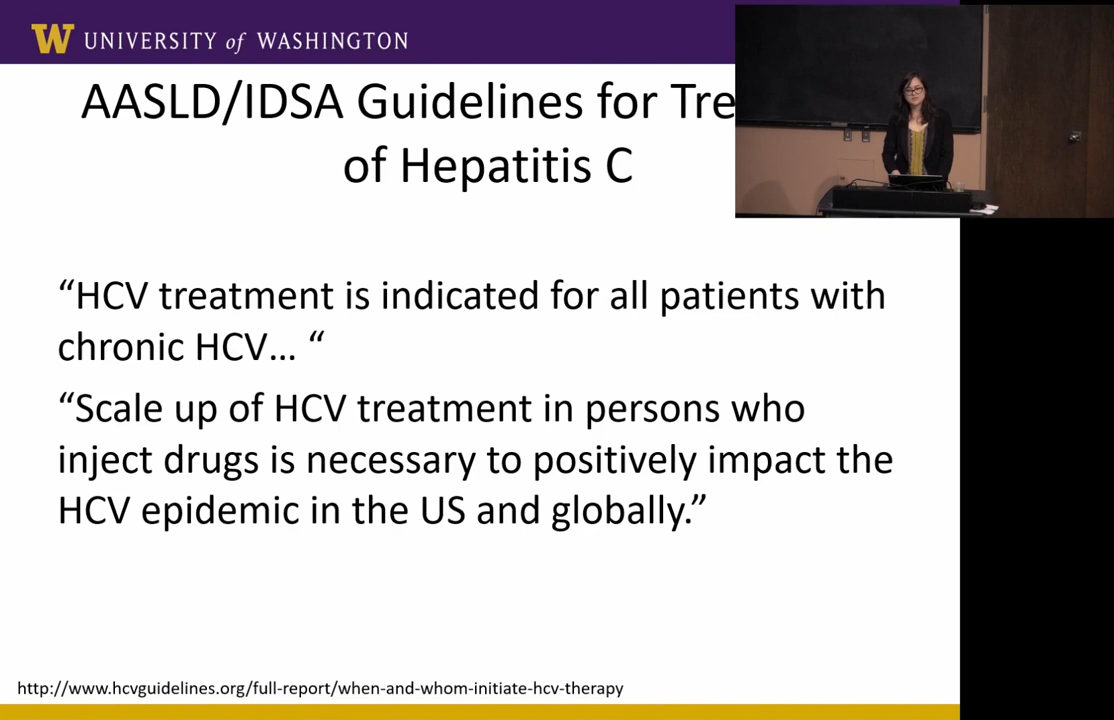 W UNIVERSITY of WASHINGTON
AASLD/IDSA Guidelines for Tre
of Hepatitis C
“HCV treatment is indicated for all patients with
chronic HCV... “
“Scale up of HCV treatment in persons who
inject drugs is necessary to positively impact the
HCV epidemic in the US and globally.”
http://www.hcvguidelines.org/full-report/when-and-whom-initiate-hcv-therapy